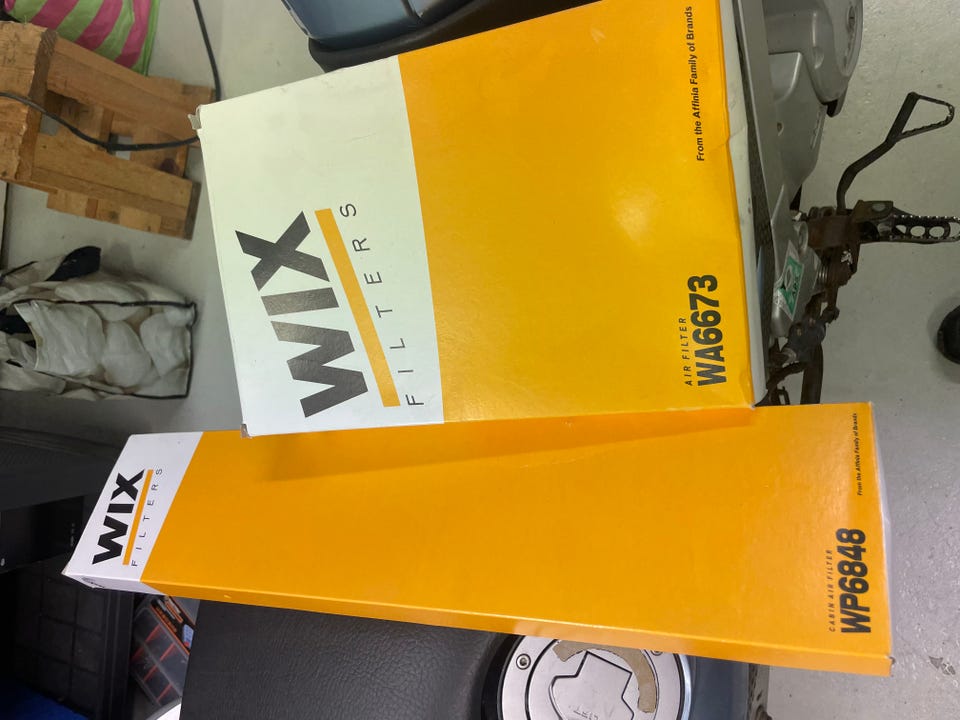 WIX
FILTERS
From the Affinia Family of Brands
AIR FILTER
WA6673
WIX
FILTERS
From the Affinia Family of Brands
CABIN AIR FILTER
WP6848